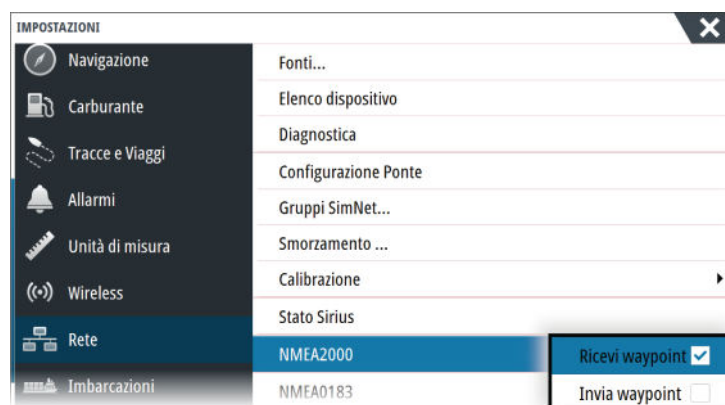 IMPOSTAZIONI
Navigazione
Carburante
Tracce e Viaggi
Allarmi
Unità di misura
Wireless
Rete
Imbarcazioni
Fonti...
Elenco dispositivo
Diagnostica
Configurazione Ponte
Gruppi SimNet...
Smorzamento ...
Calibrazione
Stato Sirius
NMEA2000
NMEA0183
Ricevi waypoint
Invia waypoint